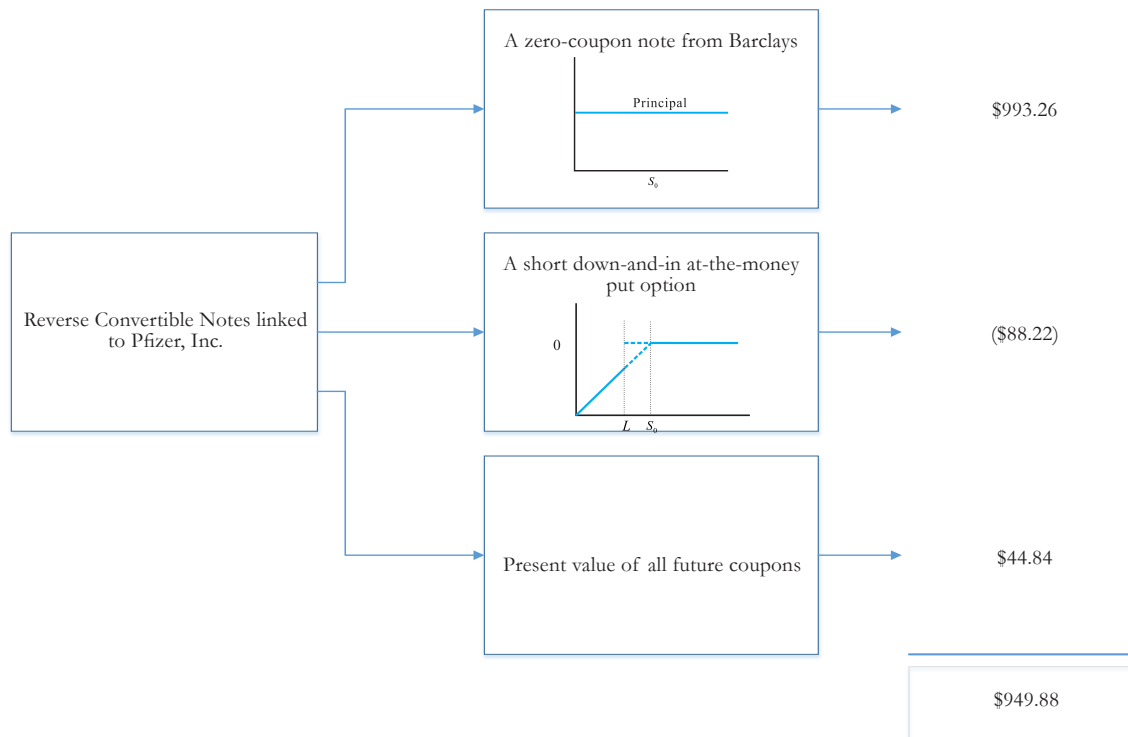 A zero-coupon note from Barclays
Principal
S₀
$993.26
Reverse Convertible Notes linked
to Pfizer, Inc.
A short down-and-in at-the-money
put option
0
L S₀
($88.22)
Present value of all future coupons
$44.84
$949.88